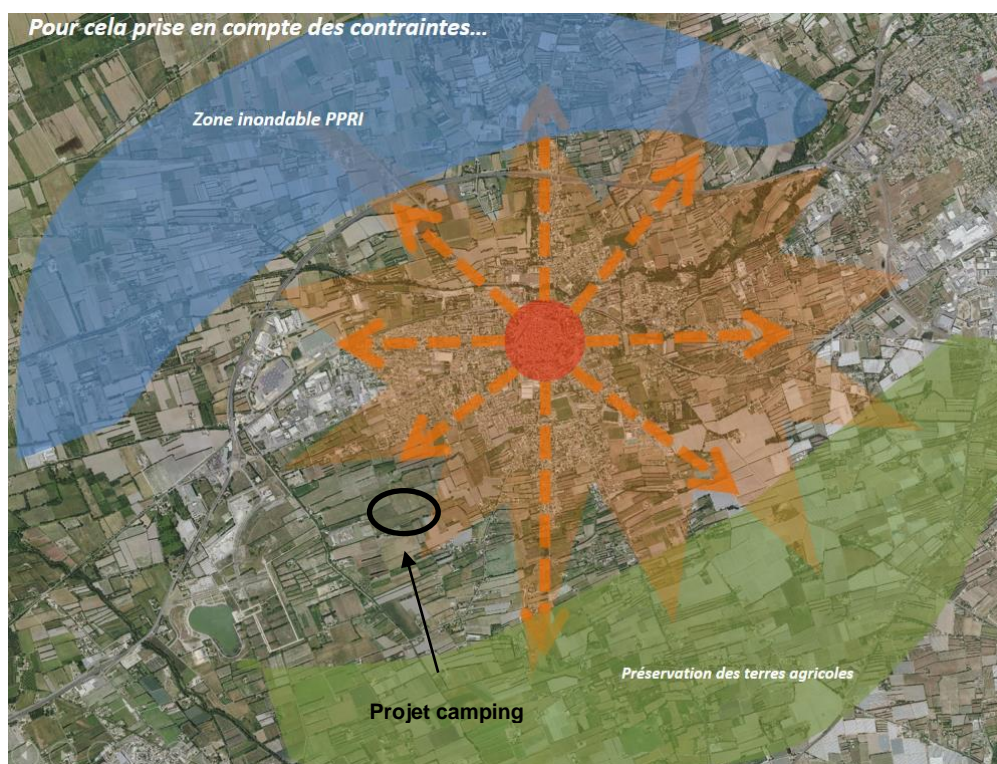 Pour cela prise en compte des contraintes...
Zone inondable PPRI
Préservation des terres agricoles
Projet camping